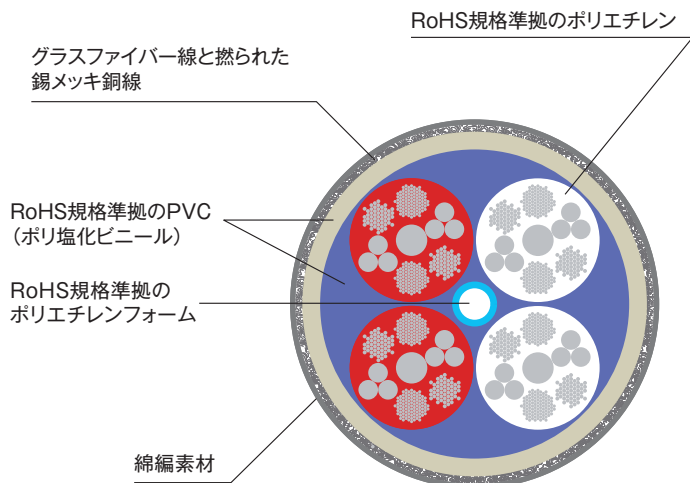 RoHS規格準拠のポリエチレン
グラスファイバー線と撚られた
錫メッキ銅線
RoHS規格準拠のPVC
（ポリ塩化ビニール）
RoHS規格準拠の
ポリエチレンフォーム
綿編素材